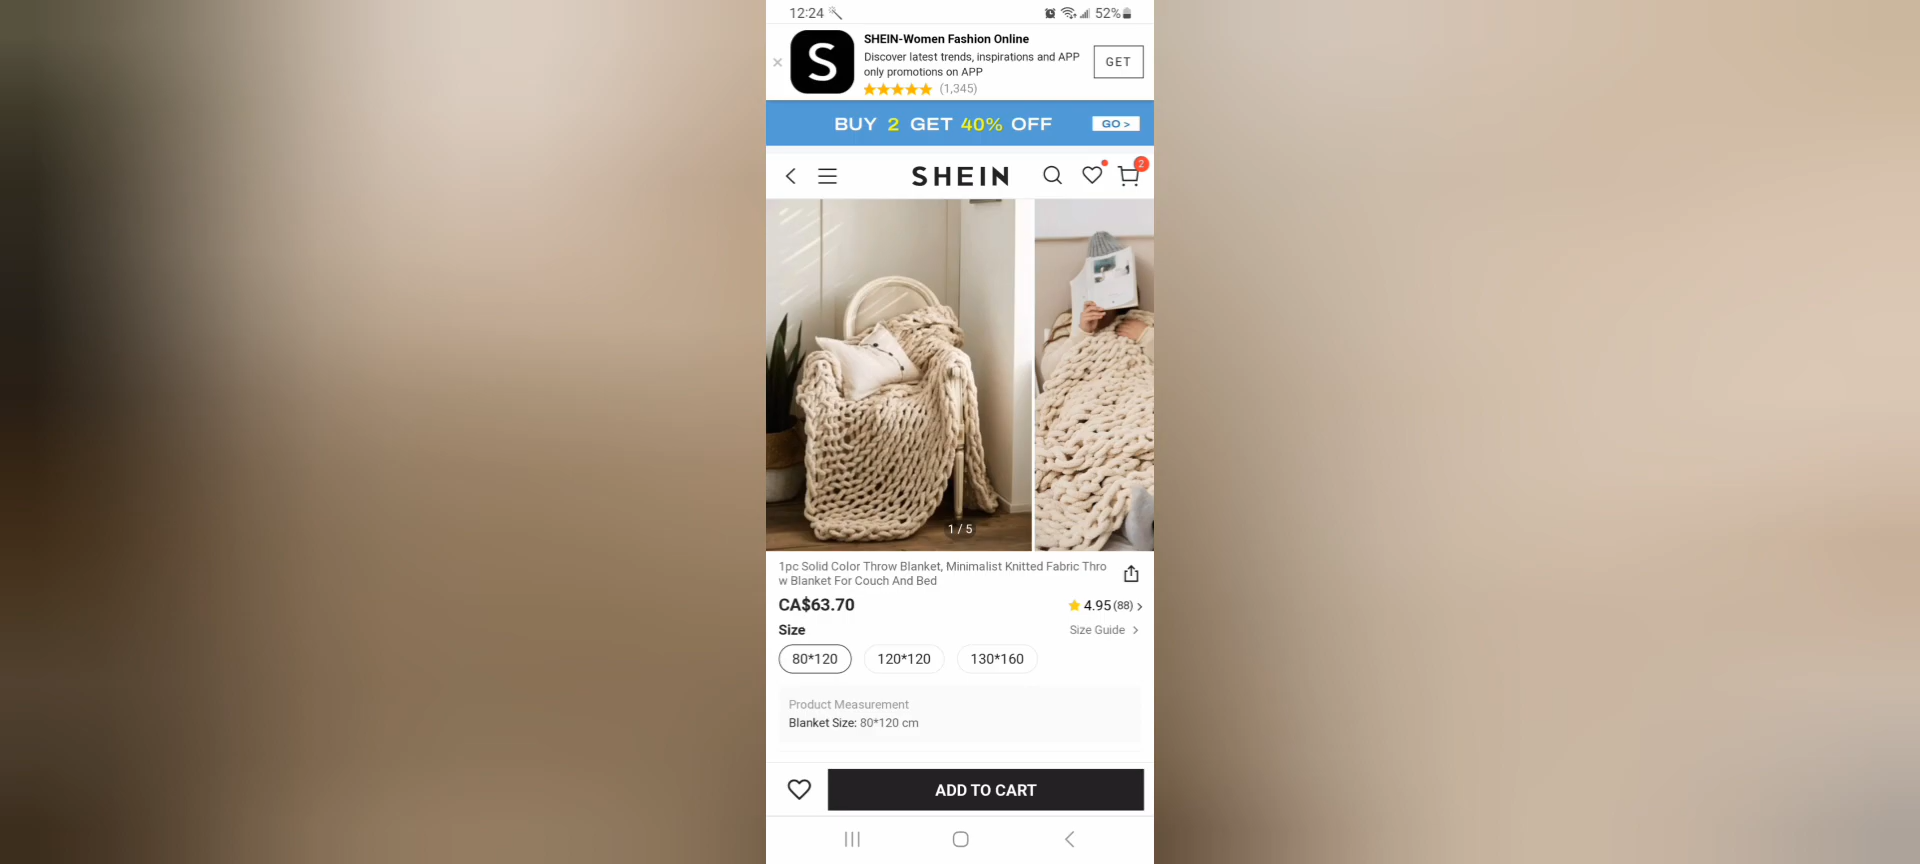 12:24
52%
SHEIN-Women Fashion Online
Discover latest trends, inspirations and APP
only promotions on APP
(1,345)
GET
S
BUY 2 GET 40% OFF
GO >
SHEIN
2
1 / 5
1pc Solid Color Throw Blanket, Minimalist Knitted Fabric Thro
w Blanket For Couch And Bed
CA$63.70
4.95 (88) >
Size
Size Guide >
80*120
120*120
130*160
Product Measurement
Blanket Size: 80*120 cm
ADD TO CART